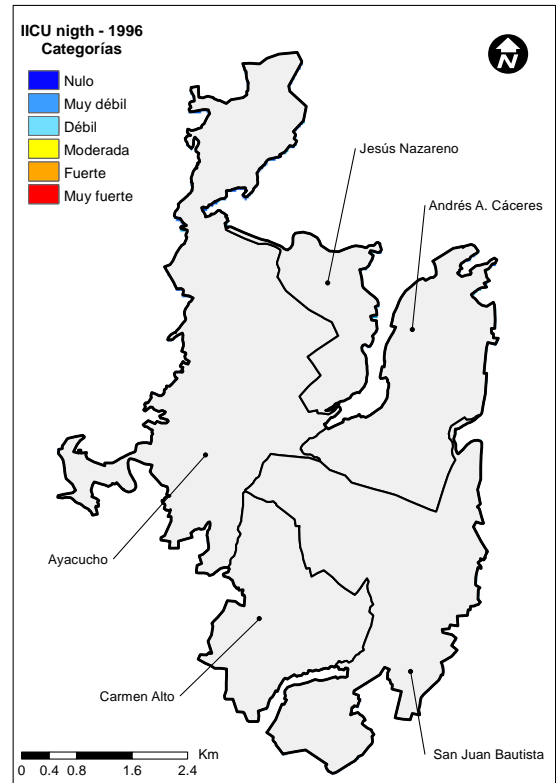 IICU nigth - 1996
Categorías
Nulo
Muy débil
Débil
Moderada
Fuerte
Muy fuerte
N
Jesús Nazareno
Andrés A. Cáceres
Ayacucho
Carmen Alto
San Juan Bautista
Km
0 0.4 0.8 1.6 2.4